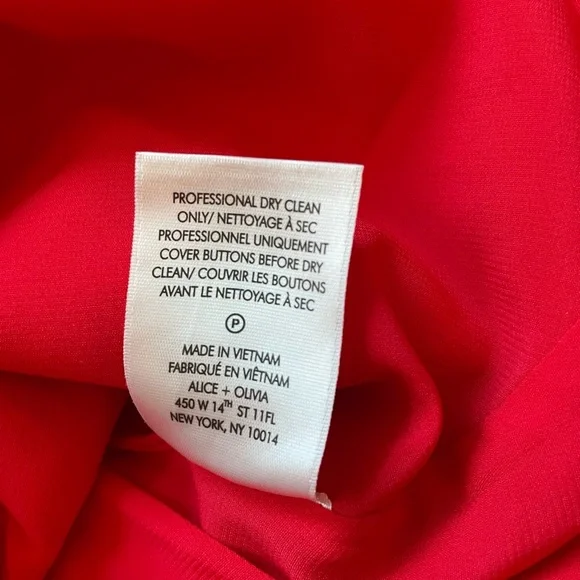 PROFESSIONAL DRY CLEAN
ONLY/ NETTOYAGE À SEC
PROFESSIONNEL UNIQUEMENT
COVER BUTTONS BEFORE DRY
CLEAN/ COUVRIR LES BOUTONS
AVANT LE NETTOYAGE À SEC
P
MADE IN VIETNAM
FABRIQUÉ EN VIÊTNAM
ALICE + OLIVIA
450 W 14TH ST 11FL
NEW YORK, NY 10014